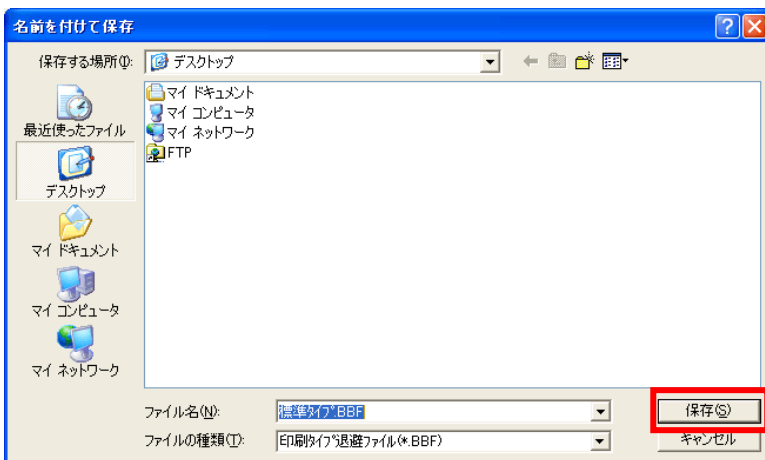 名前を付けて保存
保存する場所(I):
デスクトップ
マイ ドキュメント
マイ コンピュータ
マイ ネットワーク
FTP
最近使ったファイル
デスクトップ
マイ ドキュメント
マイ コンピュータ
マイ ネットワーク
ファイル名(N):
標準タイプ.BBF
保存(S)
ファイルの種類(T):
印刷タイプ退避ファイル(*.BBF)
キャンセル